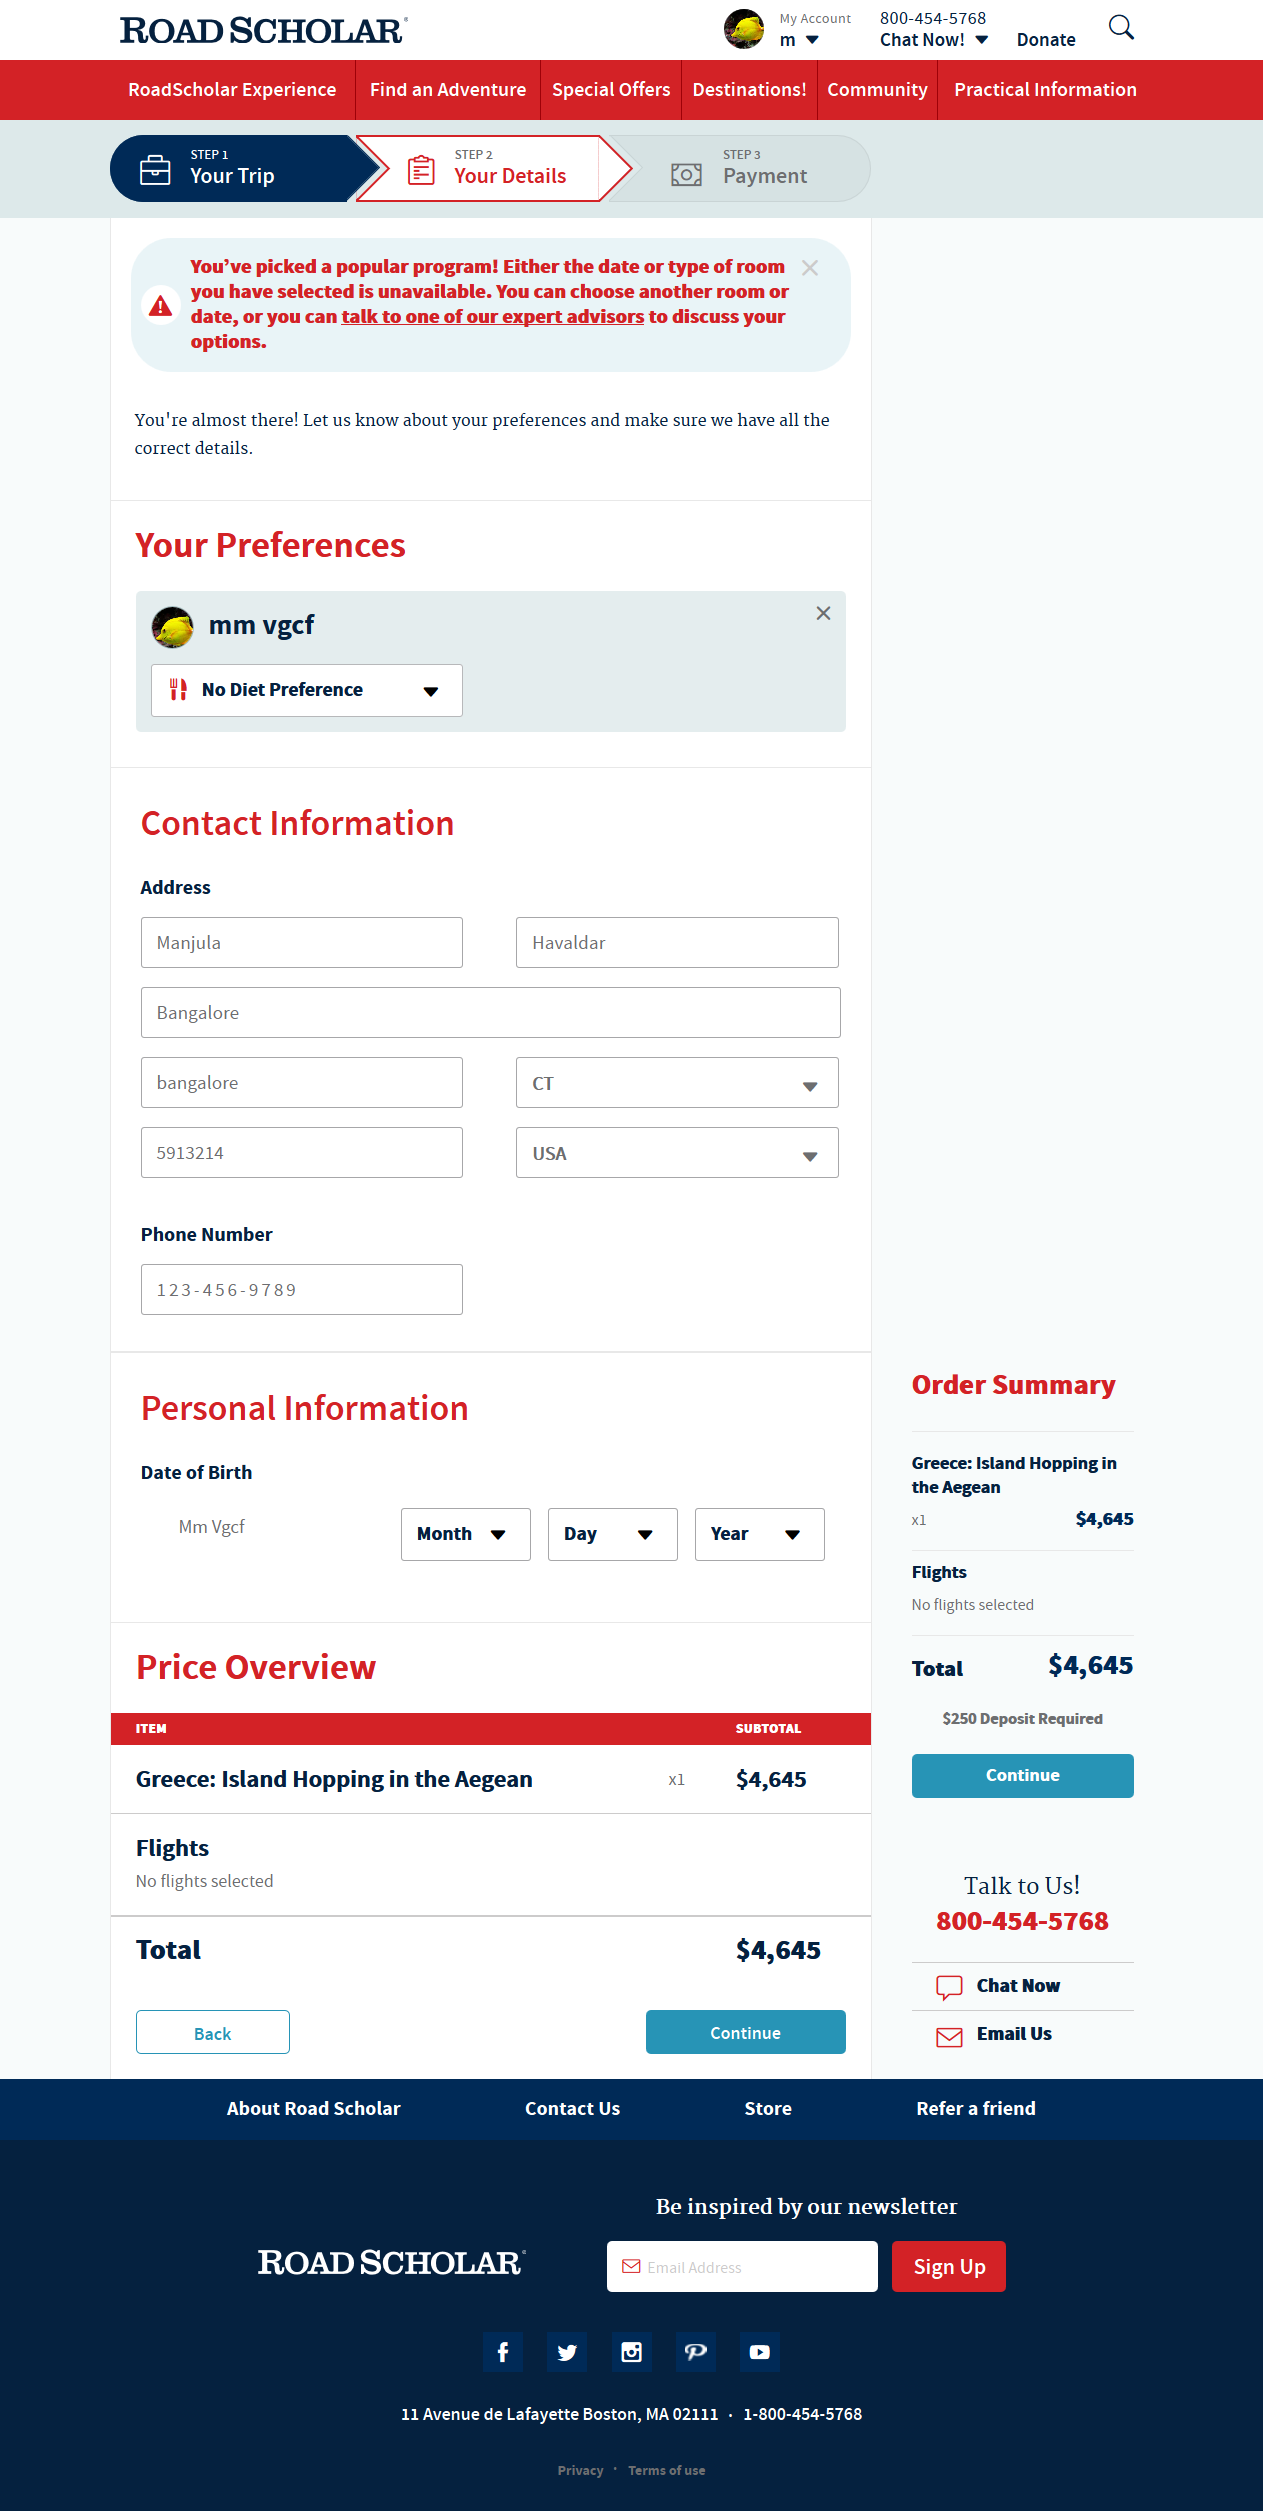 ROAD SCHOLAR®
My Account
m
800-454-5768
Chat Now!
Donate
RoadScholar Experience
Find an Adventure
Special Offers
Destinations!
Community
Practical Information
STEP 1
Your Trip
STEP 2
Your Details
STEP 3
Payment
You’ve picked a popular program! Either the date or type of room
you have selected is unavailable. You can choose another room or
date, or you can talk to one of our expert advisors to discuss your
options.
You're almost there! Let us know about your preferences and make sure we have all the
correct details.
Your Preferences
mm vgcf
No Diet Preference
Contact Information
Address
Manjula
Havaldar
Bangalore
bangalore
CT
5913214
USA
Phone Number
123-456-9789
Personal Information
Date of Birth
Mm Vgcf
Month
Day
Year
Price Overview
ITEM
SUBTOTAL
Greece: Island Hopping in the Aegean
x1
$4,645
Flights
No flights selected
Total
$4,645
Back
Continue
Order Summary
Greece: Island Hopping in
the Aegean
x1
$4,645
Flights
No flights selected
Total
$4,645
$250 Deposit Required
Continue
Talk to Us!
800-454-5768
Chat Now
Email Us
About Road Scholar
Contact Us
Store
Refer a friend
ROAD SCHOLAR®
Be inspired by our newsletter
Email Address
Sign Up
11 Avenue de Lafayette Boston, MA 02111 · 1-800-454-5768
Privacy · Terms of use